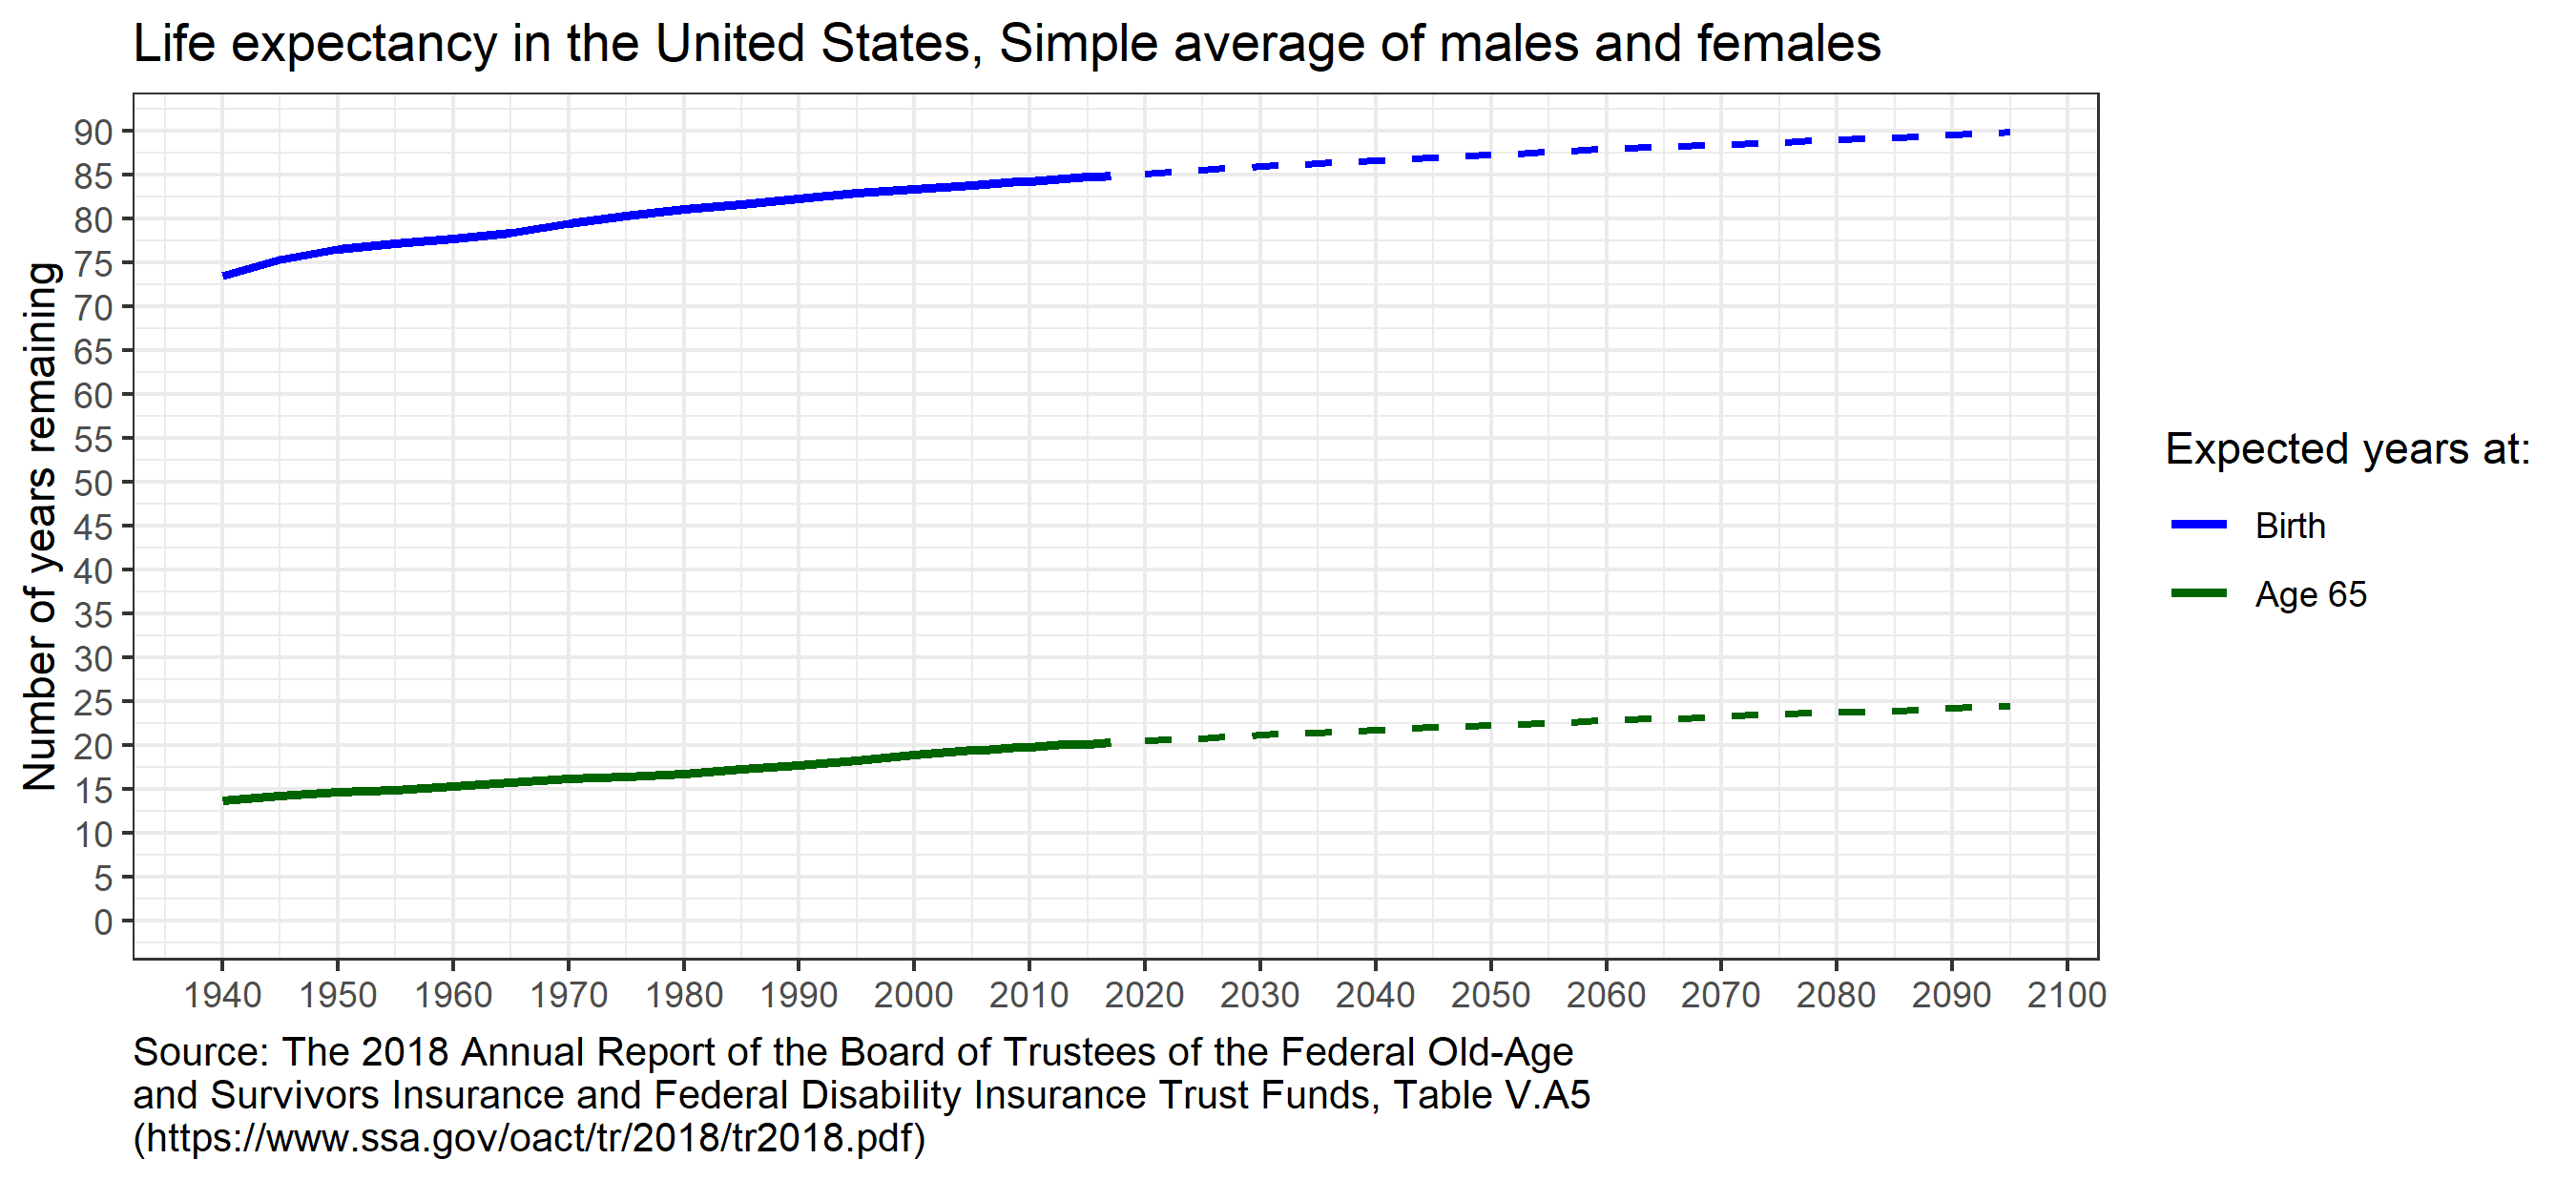 Life expectancy in the United States, Simple average of males and females
Number of years remaining
90
85
80
75
70
65
60
55
50
45
40
35
30
25
20
15
10
5
0
1940 1950 1960 1970 1980 1990 2000 2010 2020 2030 2040 2050 2060 2070 2080 2090 2100
Expected years at:
Birth
Age 65
Source: The 2018 Annual Report of the Board of Trustees of the Federal Old-Age
and Survivors Insurance and Federal Disability Insurance Trust Funds, Table V.A5
(https://www.ssa.gov/oact/tr/2018/tr2018.pdf)